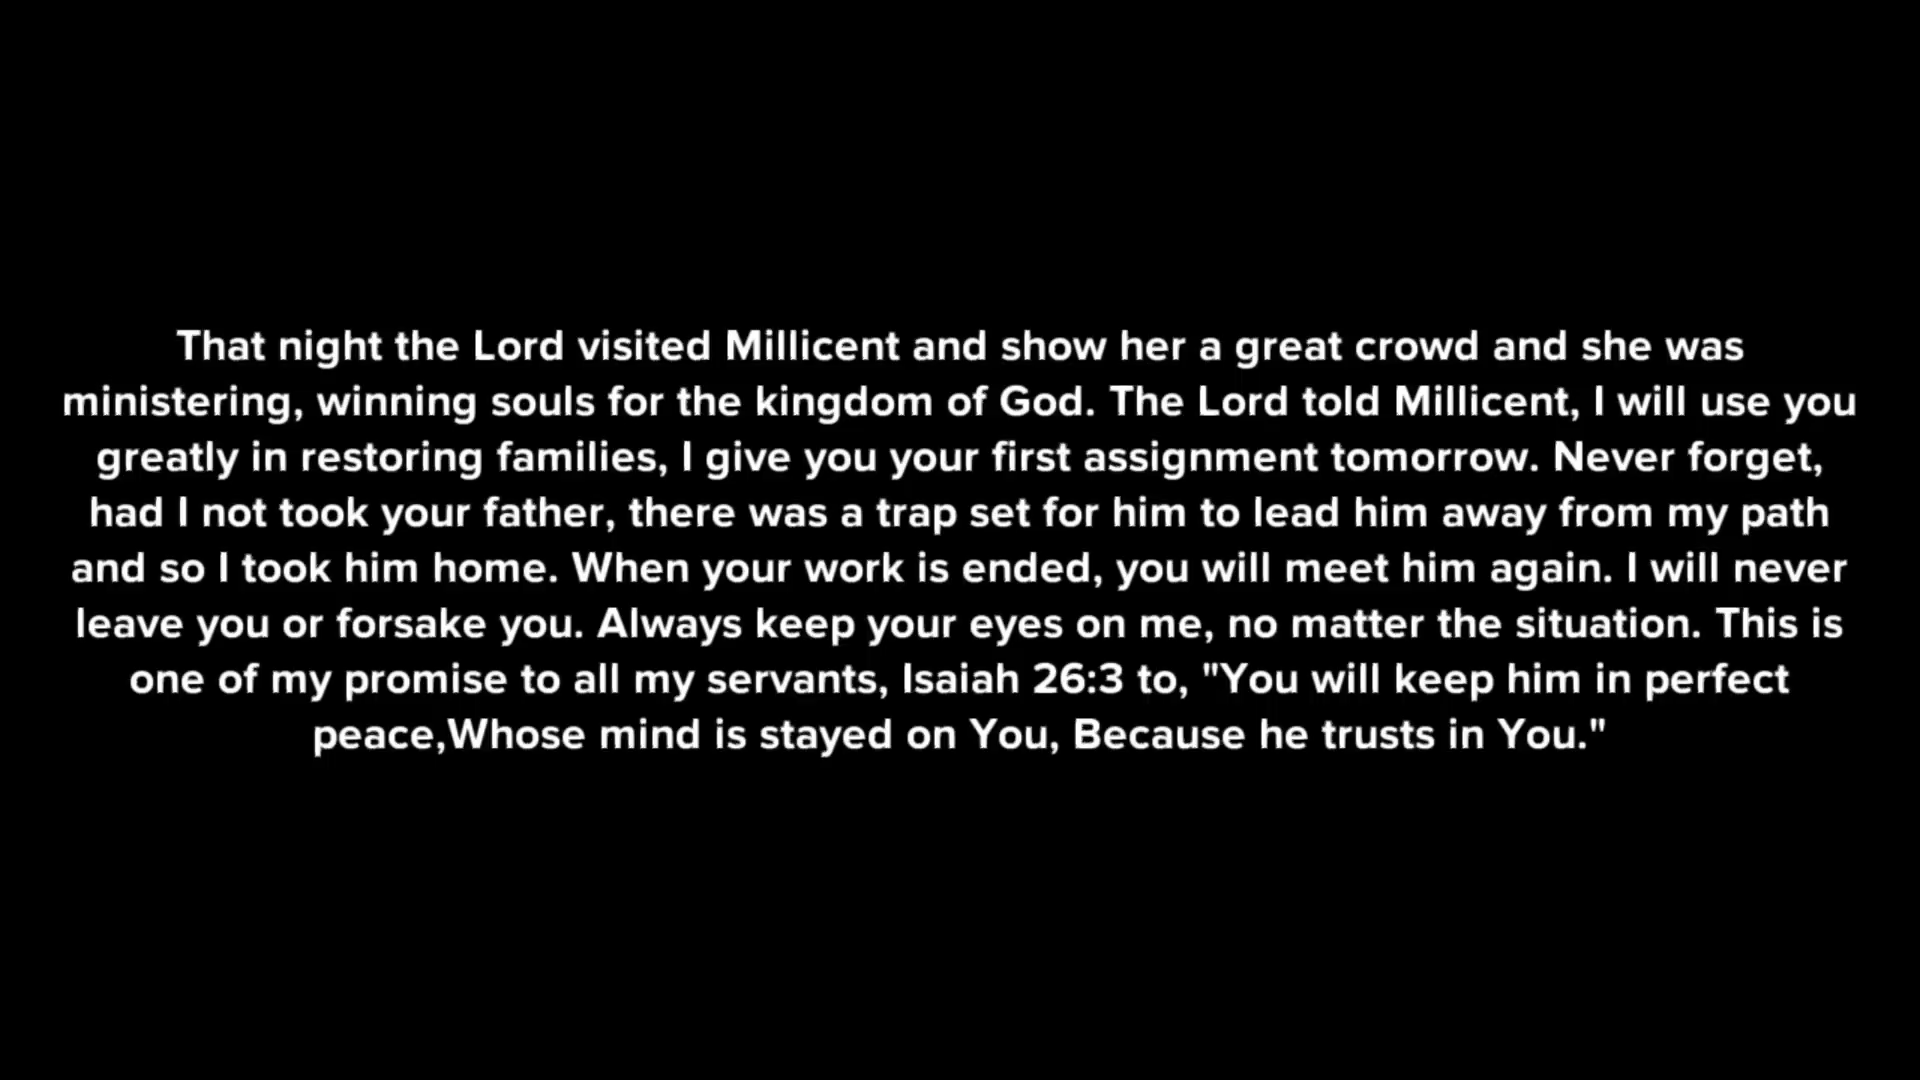 That night the Lord visited Millicent and show her a great crowd and she was
ministering, winning souls for the kingdom of God. The Lord told Millicent, I will use you
greatly in restoring families, I give you your first assignment tomorrow. Never forget,
had I not took your father, there was a trap set for him to lead him away from my path
and so I took him home. When your work is ended, you will meet him again. I will never
leave you or forsake you. Always keep your eyes on me, no matter the situation. This is
one of my promise to all my servants, Isaiah 26:3 to, "You will keep him in perfect
peace,Whose mind is stayed on You, Because he trusts in You."